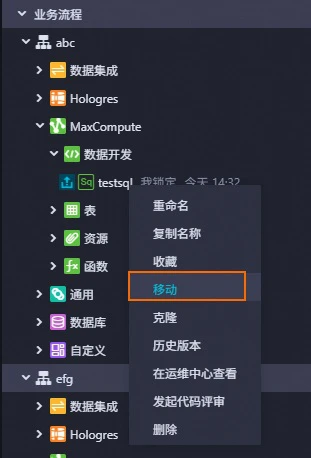 业务流程
abc
数据集成
Hologres
MaxCompute
数据开发
Sq testsql 我锁定 今天 14:32
表
资源
函数
通用
数据库
自定义
efg
数据集成
Hologres
重命名
复制名称
收藏
移动
克隆
历史版本
在运维中心查看
发起代码评审
删除